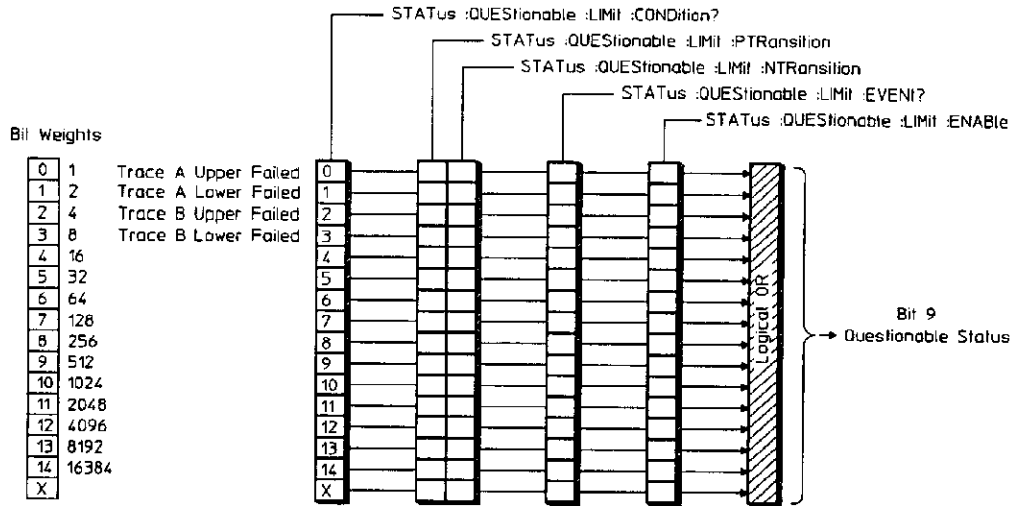 STATus :QUEStionable :LIMit :CONDition?
STATus :QUEStionable :LIMit :PTRansition
STATus :QUEStionable :LIMit :NTRansition
STATus :QUEStionable :LIMit :EVENt?
STATus :QUEStionable :LIMit :ENABle
Bit Weights
0 1 Trace A Upper Failed 0
1 2 Trace A Lower Failed 1
2 4 Trace B Upper Failed 2
3 8 Trace B Lower Failed 3
4 16 4
5 32 5
6 64 6
7 128 7
8 256 8
9 512 9
10 1024 10
11 2048 11
12 4096 12
13 8192 13
14 16384 14
X X
Logical OR
Bit 9
Questionable Status